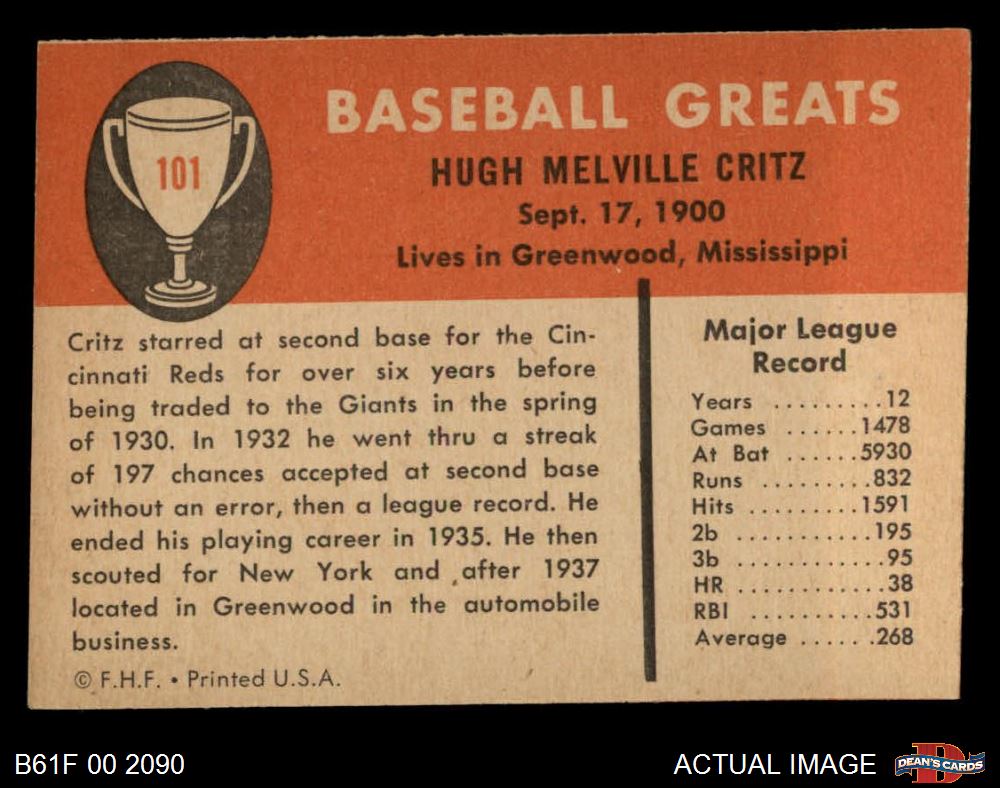 101
BASEBALL GREATS
HUGH MELVILLE CRITZ
Sept. 17, 1900
Lives in Greenwood, Mississippi
Critz starred at second base for the Cin-
cinnati Reds for over six years before
being traded to the Giants in the spring
of 1930. In 1932 he went thru a streak
of 197 chances accepted at second base
without an error, then a league record. He
ended his playing career in 1935. He then
scouted for New York and after 1937
located in Greenwood in the automobile
business.
© F.H.F. • Printed U.S.A.
Major League
Record
Years .........12
Games ......1478
At Bat ......5930
Runs .........832
Hits .........1591
2b ...........195
3b ............95
HR ............38
RBI ..........531
Average ......268
B61F 00 2090
ACTUAL IMAGE
D
DEAN'S CARDS